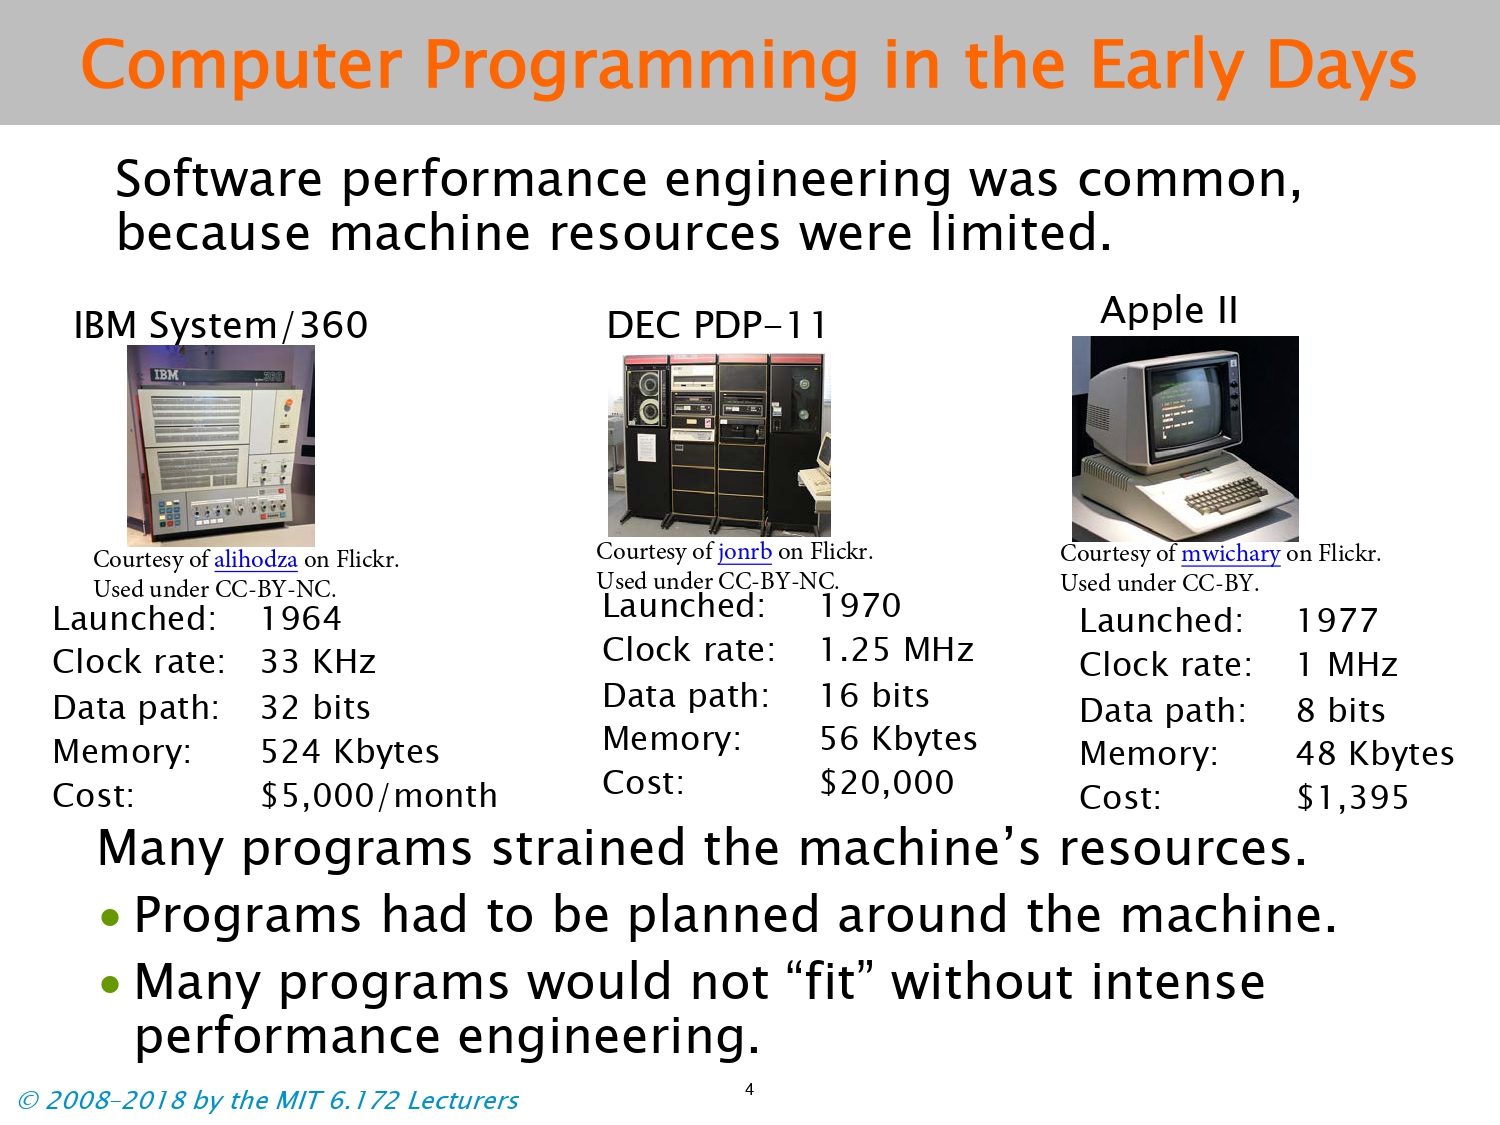 Computer Programming in the Early Days
Software performance engineering was common,
because machine resources were limited.
IBM System/360
IBM
Courtesy of alihodza on Flickr.
Used under CC-BY-NC.
Launched: 1964
Clock rate: 33 KHz
Data path: 32 bits
Memory: 524 Kbytes
Cost: $5,000/month
DEC PDP-11
Courtesy of jonrb on Flickr.
Used under CC-BY-NC.
Launched: 1970
Clock rate: 1.25 MHz
Data path: 16 bits
Memory: 56 Kbytes
Cost: $20,000
Apple II
Courtesy of mwichary on Flickr.
Used under CC-BY.
Launched: 1977
Clock rate: 1 MHz
Data path: 8 bits
Memory: 48 Kbytes
Cost: $1,395
Many programs strained the machine’s resources.
• Programs had to be planned around the machine.
• Many programs would not “fit” without intense
performance engineering.
© 2008–2018 by the MIT 6.172 Lecturers
4